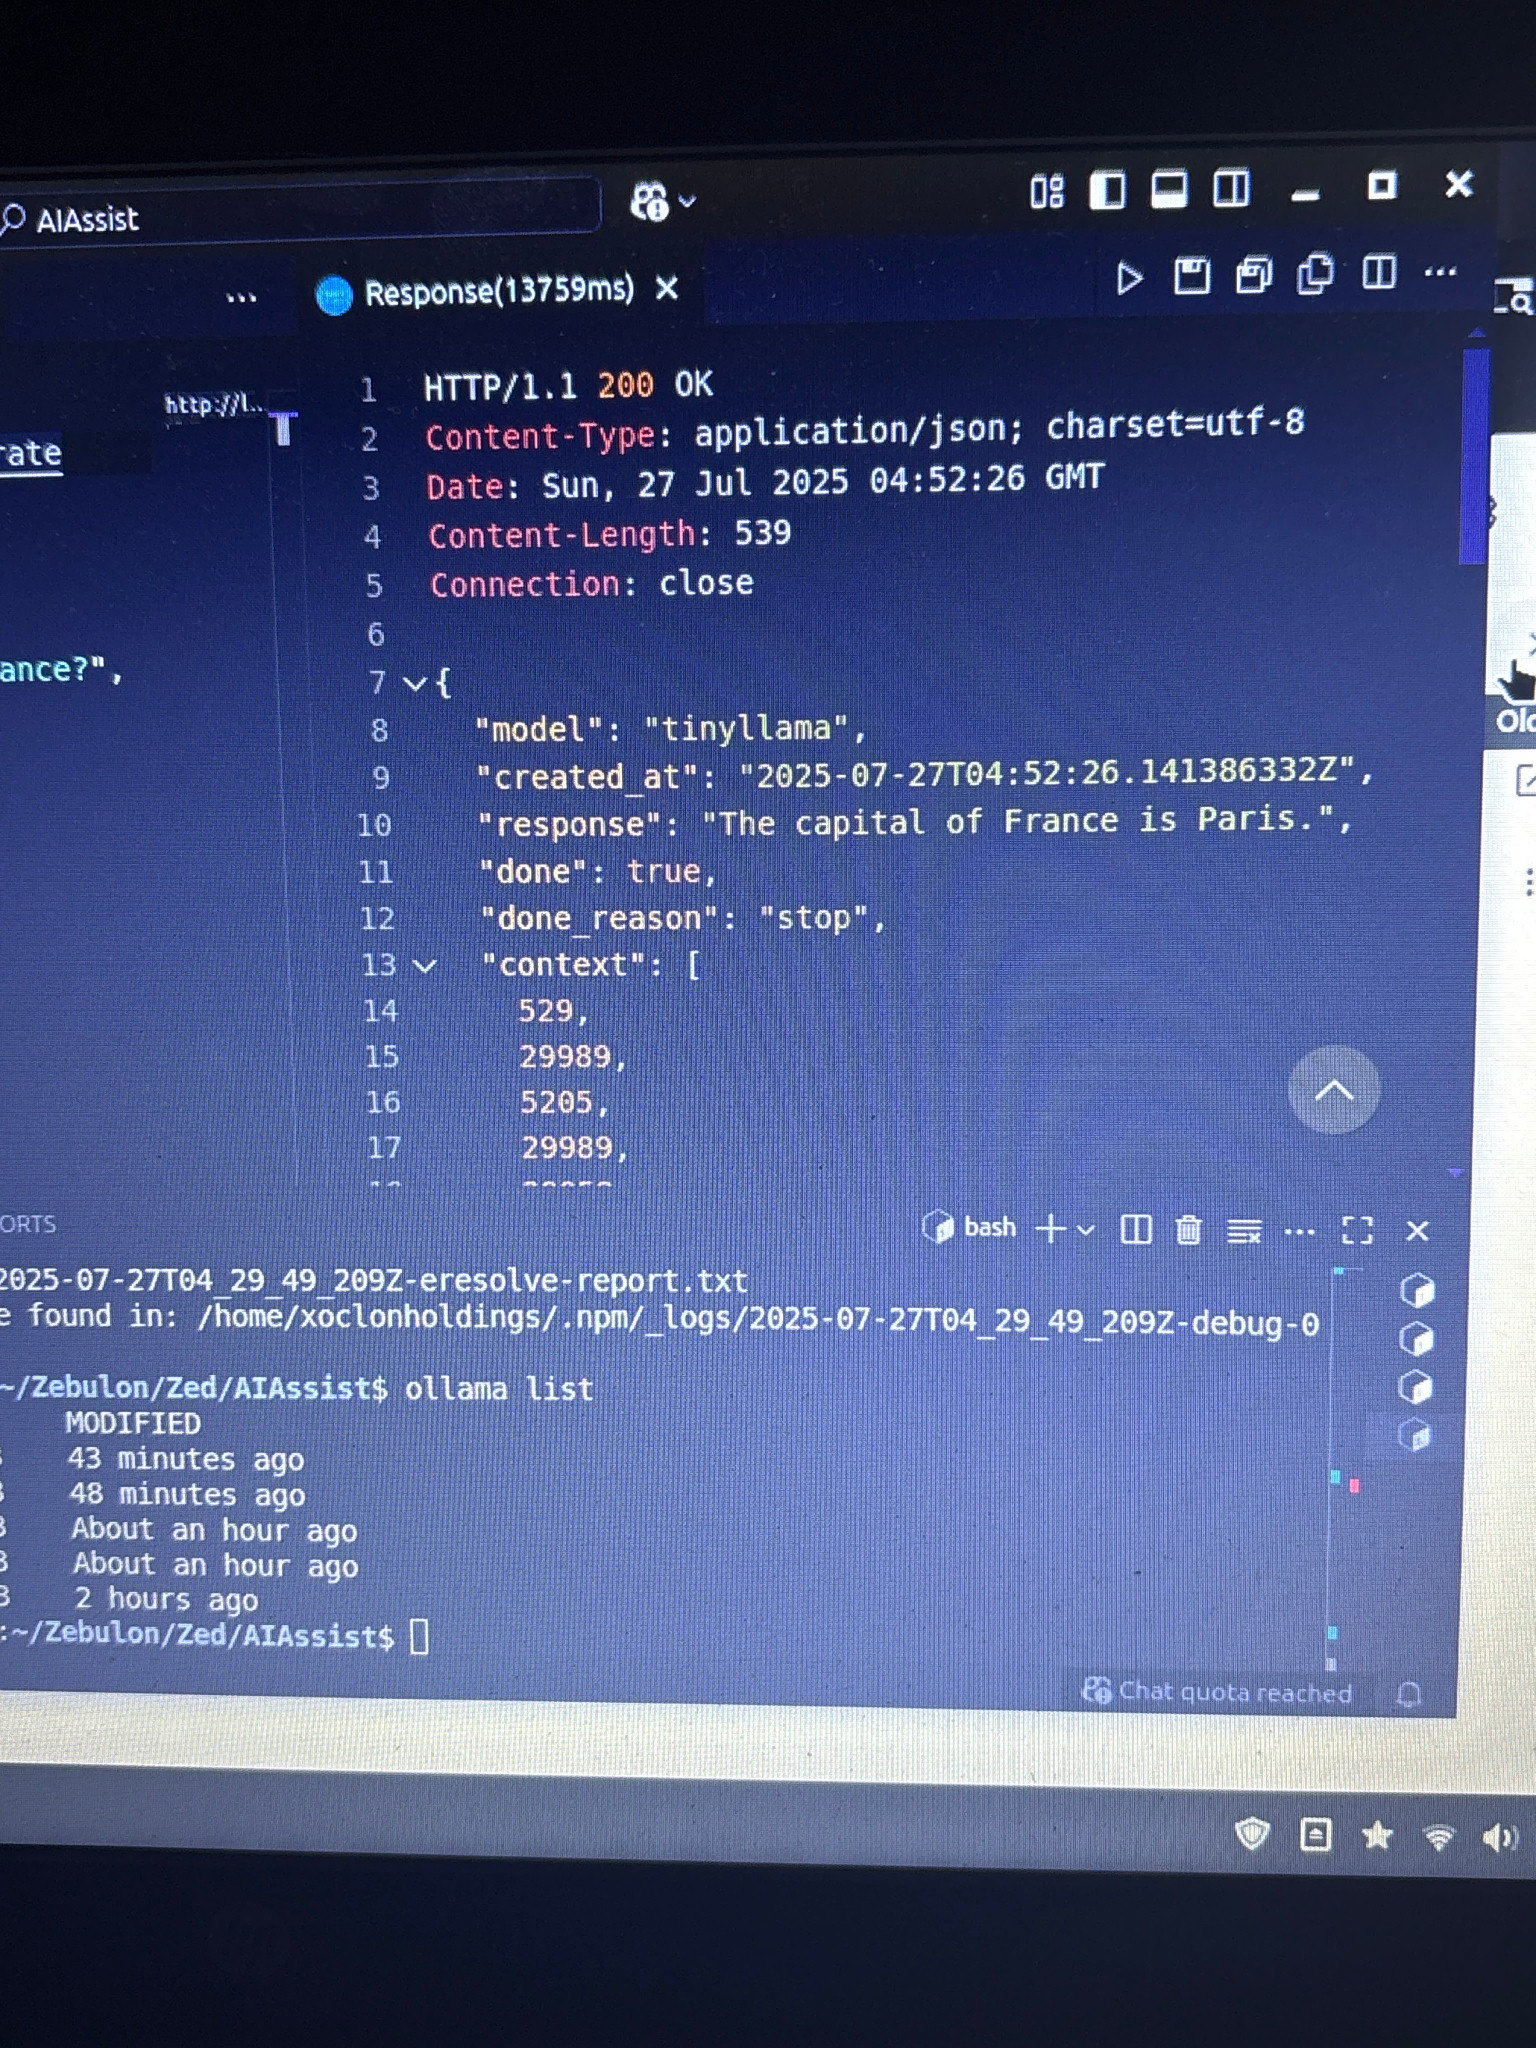 AIAssist
Response(13759ms)
http://l..
rate
ance?",
1 HTTP/1.1 200 OK
2 Content-Type: application/json; charset=utf-8
3 Date: Sun, 27 Jul 2025 04:52:26 GMT
4 Content-Length: 539
5 Connection: close
6
7 {
8 "model": "tinyllama",
9 "created_at": "2025-07-27T04:52:26.141386332Z",
10 "response": "The capital of France is Paris.",
11 "done": true,
12 "done_reason": "stop",
13 "context": [
14 529,
15 29989,
16 5205,
17 29989,
Old
ORTS
bash
2025-07-27T04_29_49_209Z-eresolve-report.txt
e found in: /home/xoclonholdings/.npm/_logs/2025-07-27T04_29_49_209Z-debug-0
~/Zebulon/Zed/AIAssist$ ollama list
MODIFIED
43 minutes ago
48 minutes ago
B About an hour ago
B About an hour ago
B 2 hours ago
:~/Zebulon/Zed/AIAssist$
Chat quota reached